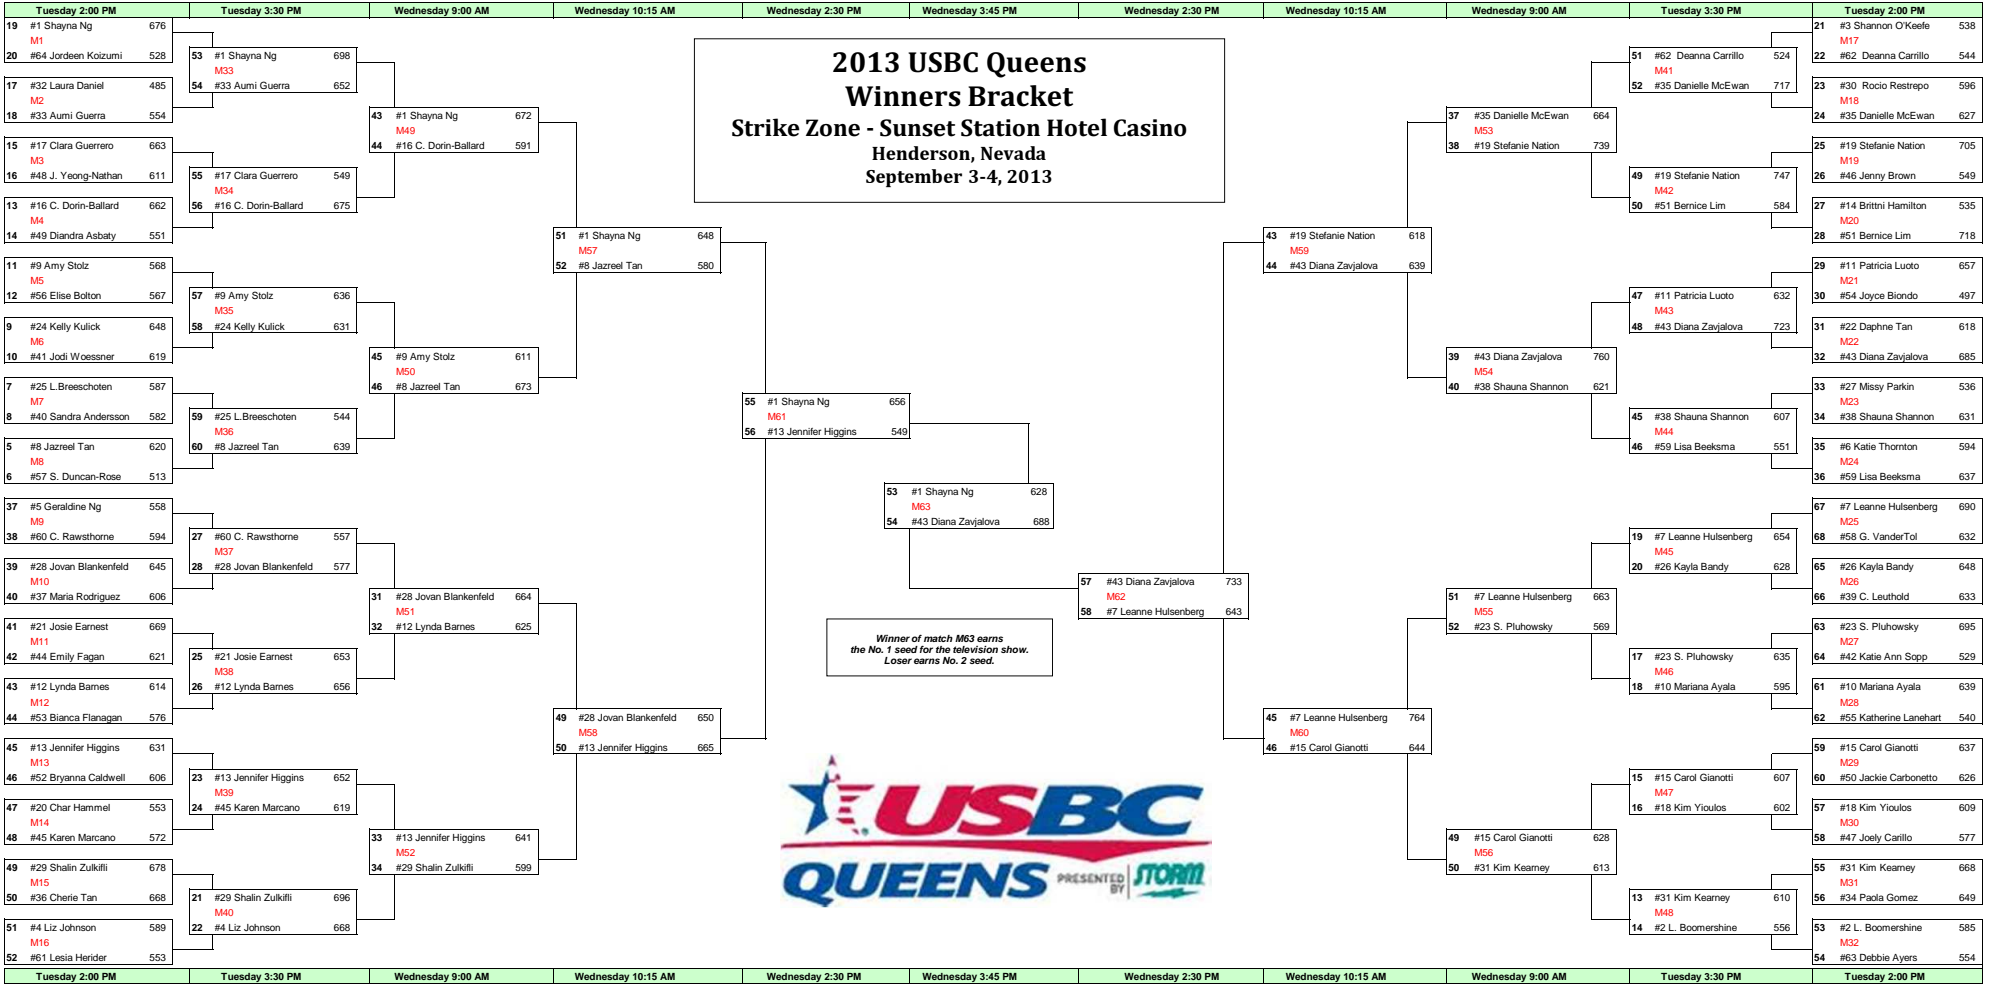 Tuesday 2:00 PM Tuesday 3:30 PM Wednesday 9:00 AM Wednesday 10:15 AM Wednesday 2:30 PM Wednesday 3:45 PM Wednesday 2:30 PM Wednesday 10:15 AM Wednesday 9:00 AM Tuesday 3:30 PM Tuesday 2:00 PM
19 #1 Shayna Ng 676
M1
20 #64 Jordeen Koizumi 528
17 #32 Laura Daniel 485
M2
18 #33 Aumi Guerra 554
15 #17 Clara Guerrero 663
M3
16 #48 J. Yeong-Nathan 611
13 #16 C. Dorin-Ballard 662
M4
14 #49 Diandra Asbaty 551
11 #9 Amy Stolz 568
M5
12 #56 Elise Bolton 567
9 #24 Kelly Kulick 648
M6
10 #41 Jodi Woessner 619
7 #25 L.Breeschoten 587
M7
8 #40 Sandra Andersson 582
5 #8 Jazreel Tan 620
M8
6 #57 S. Duncan-Rose 513
37 #5 Geraldine Ng 558
M9
38 #60 C. Rawsthorne 594
39 #28 Jovan Blankenfeld 645
M10
40 #37 Maria Rodriguez 606
41 #21 Josie Earnest 669
M11
42 #44 Emily Fagan 621
43 #12 Lynda Barnes 614
M12
44 #53 Bianca Flanagan 576
45 #13 Jennifer Higgins 631
M13
46 #52 Bryanna Caldwell 606
47 #20 Char Hammel 553
M14
48 #45 Karen Marcano 572
49 #29 Shalin Zulkifli 678
M15
50 #36 Cherie Tan 668
51 #4 Liz Johnson 589
M16
52 #61 Lesia Herider 553
53 #1 Shayna Ng 698
M33
54 #33 Aumi Guerra 652
55 #17 Clara Guerrero 549
M34
56 #16 C. Dorin-Ballard 675
57 #9 Amy Stolz 636
M35
58 #24 Kelly Kulick 631
59 #25 L.Breeschoten 544
M36
60 #8 Jazreel Tan 639
27 #60 C. Rawsthorne 557
M37
28 #28 Jovan Blankenfeld 577
25 #21 Josie Earnest 653
M38
26 #12 Lynda Barnes 656
23 #13 Jennifer Higgins 652
M39
24 #45 Karen Marcano 619
21 #29 Shalin Zulkifli 696
M40
22 #4 Liz Johnson 668
43 #1 Shayna Ng 672
M49
44 #16 C. Dorin-Ballard 591
45 #9 Amy Stolz 611
M50
46 #8 Jazreel Tan 673
31 #28 Jovan Blankenfeld 664
M51
32 #12 Lynda Barnes 625
33 #13 Jennifer Higgins 641
M52
34 #29 Shalin Zulkifli 599
51 #1 Shayna Ng 648
M57
52 #8 Jazreel Tan 580
49 #28 Jovan Blankenfeld 650
M58
50 #13 Jennifer Higgins 665
2013 USBC Queens
Winners Bracket
Strike Zone - Sunset Station Hotel Casino
Henderson, Nevada
September 3-4, 2013
55 #1 Shayna Ng 656
M61
56 #13 Jennifer Higgins 549
53 #1 Shayna Ng 628
M63
54 #43 Diana Zavjalova 688
57 #43 Diana Zavjalova 733
M62
58 #7 Leanne Hulsenberg 643
Winner of match M63 earns
the No. 1 seed for the television show.
Loser earns No. 2 seed.
USBC
QUEENS PRESENTED BY STORM
43 #19 Stefanie Nation 618
M59
44 #43 Diana Zavjalova 639
45 #7 Leanne Hulsenberg 764
M60
46 #15 Carol Gianotti 644
37 #35 Danielle McEwan 664
M53
38 #19 Stefanie Nation 739
39 #43 Diana Zavjalova 760
M54
40 #38 Shauna Shannon 621
51 #7 Leanne Hulsenberg 663
M55
52 #23 S. Pluhowsky 569
49 #15 Carol Gianotti 628
M56
50 #31 Kim Kearney 613
51 #62 Deanna Carrillo 524
M41
52 #35 Danielle McEwan 717
49 #19 Stefanie Nation 747
M42
50 #51 Bernice Lim 584
47 #11 Patricia Luoto 632
M43
48 #43 Diana Zavjalova 723
45 #38 Shauna Shannon 607
M44
46 #59 Lisa Beeksma 551
19 #7 Leanne Hulsenberg 654
M45
20 #26 Kayla Bandy 628
17 #23 S. Pluhowsky 635
M46
18 #10 Mariana Ayala 595
15 #15 Carol Gianotti 607
M47
16 #18 Kim Yioulos 602
13 #31 Kim Kearney 610
M48
14 #2 L. Boomershine 556
21 #3 Shannon O'Keefe 538
M17
22 #62 Deanna Carrillo 544
23 #30 Rocio Restrepo 596
M18
24 #35 Danielle McEwan 627
25 #19 Stefanie Nation 705
M19
26 #46 Jenny Brown 549
27 #14 Brittni Hamilton 535
M20
28 #51 Bernice Lim 718
29 #11 Patricia Luoto 657
M21
30 #54 Joyce Biondo 497
31 #22 Daphne Tan 618
M22
32 #43 Diana Zavjalova 685
33 #27 Missy Parkin 536
M23
34 #38 Shauna Shannon 631
35 #6 Katie Thornton 594
M24
36 #59 Lisa Beeksma 637
67 #7 Leanne Hulsenberg 690
M25
68 #58 G. VanderTol 632
65 #26 Kayla Bandy 648
M26
66 #39 C. Leuthold 633
63 #23 S. Pluhowsky 695
M27
64 #42 Katie Ann Sopp 529
61 #10 Mariana Ayala 639
M28
62 #55 Katherine Lanehart 540
59 #15 Carol Gianotti 637
M29
60 #50 Jackie Carbonetto 626
57 #18 Kim Yioulos 609
M30
58 #47 Joely Carillo 577
55 #31 Kim Kearney 668
M31
56 #34 Paola Gomez 649
53 #2 L. Boomershine 585
M32
54 #63 Debbie Ayers 554
Tuesday 2:00 PM Tuesday 3:30 PM Wednesday 9:00 AM Wednesday 10:15 AM Wednesday 2:30 PM Wednesday 3:45 PM Wednesday 2:30 PM Wednesday 10:15 AM Wednesday 9:00 AM Tuesday 3:30 PM Tuesday 2:00 PM